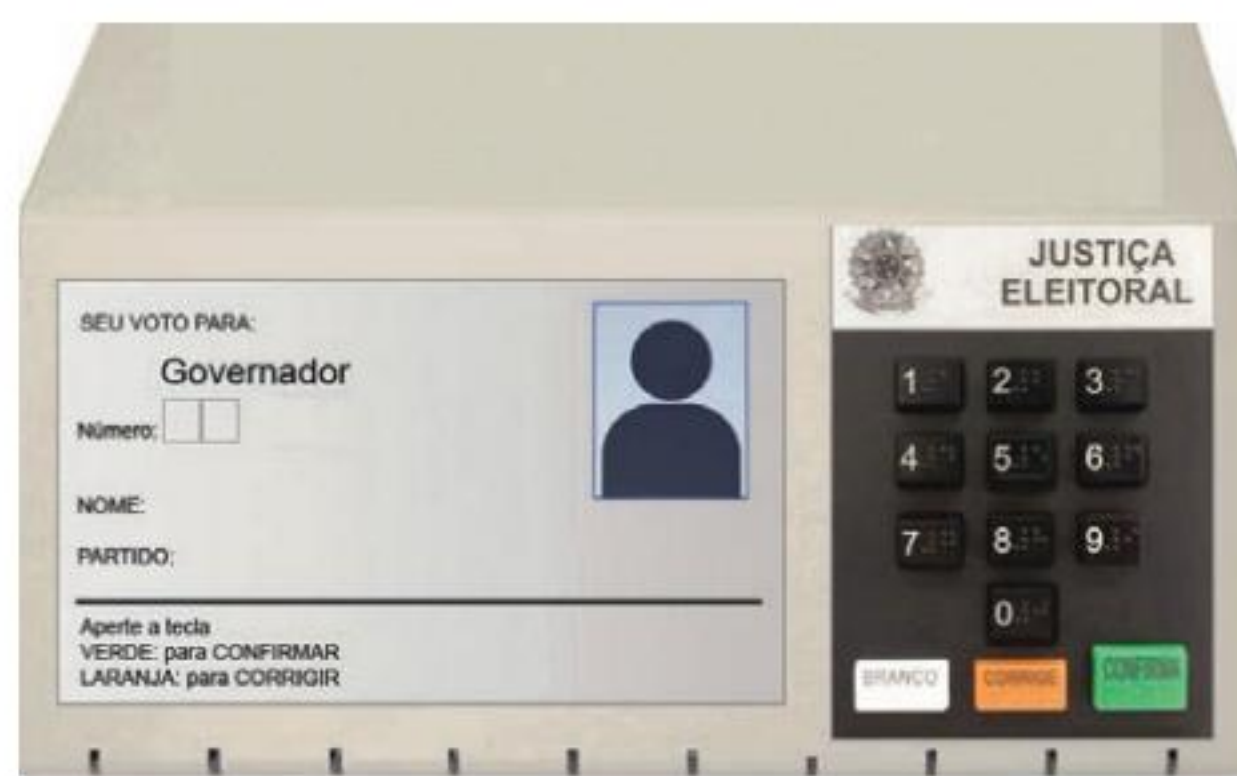 JUSTIÇA
ELEITORAL
SEU VOTO PARA:
Governador
Número:
NOME:
PARTIDO:
Aperte a tecla
VERDE: para CONFIRMAR
LARANJA: para CORRIGIR
1
2
3
4
5
6
7
8
9
0
BRANCO
CORRIGE
CONFIRMA